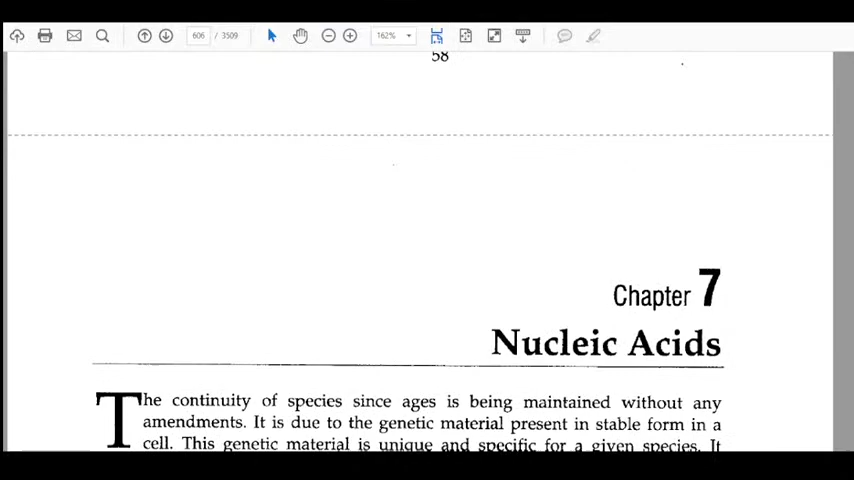 606 / 3509
162%
58
Chapter 7
Nucleic Acids
The continuity of species since ages is being maintained without any
amendments. It is due to the genetic material present in stable form in a
cell. This genetic material is unique and specific for a given species. It